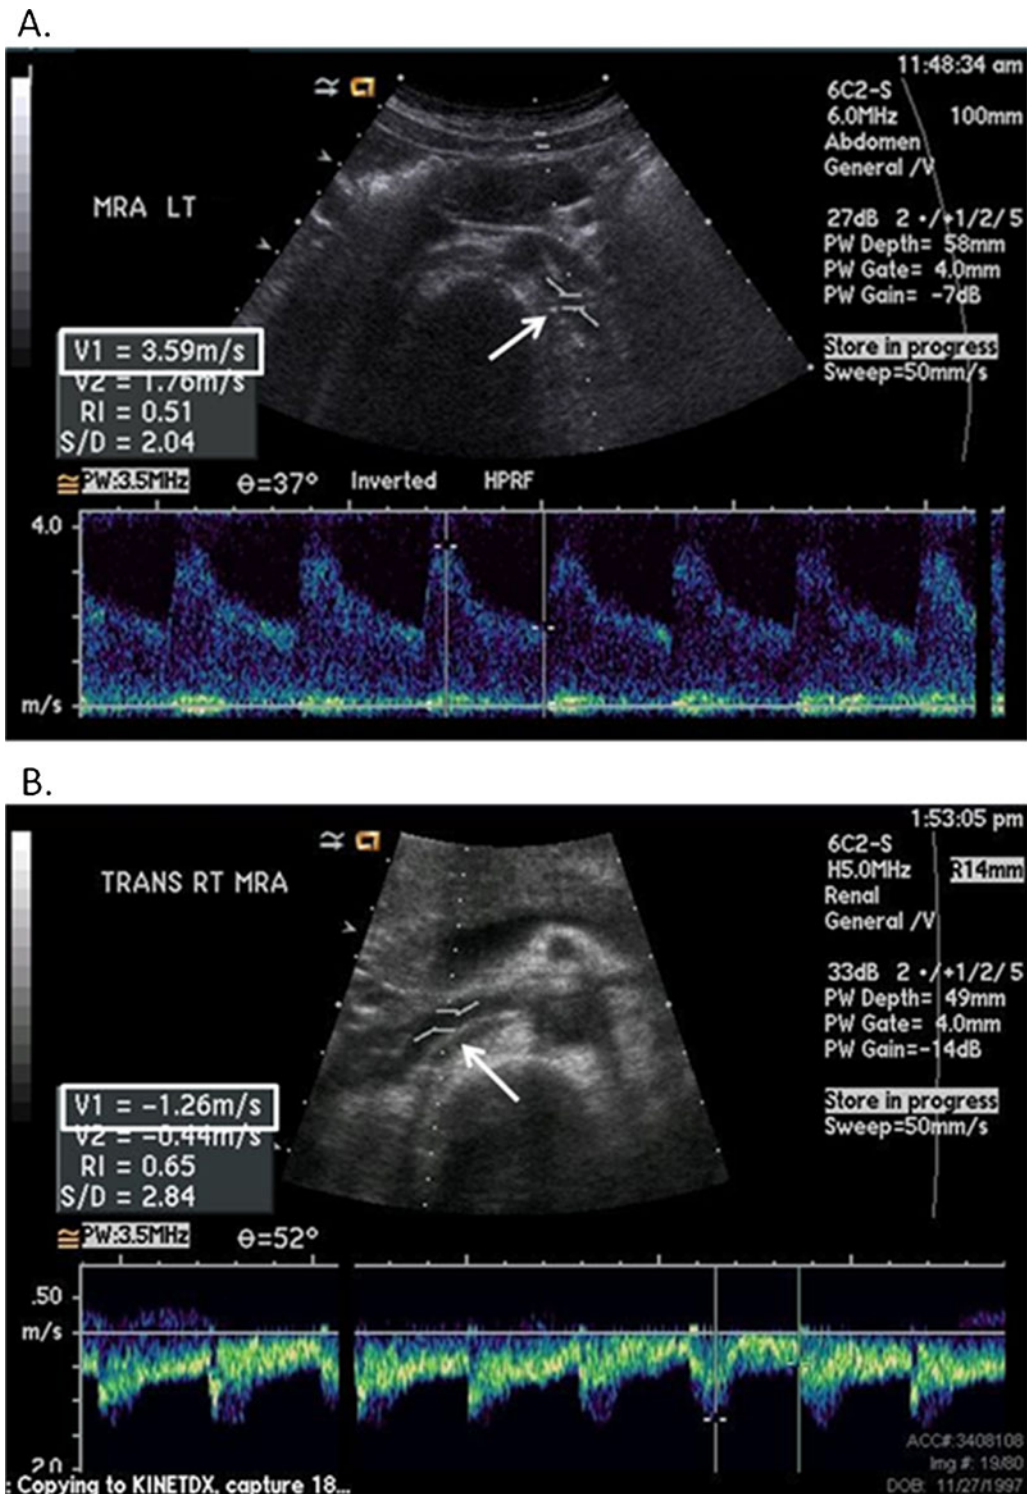 A.
11:48:34 am
6C2-S
6.0MHz 100mm
Abdomen
General /V
MRA LT
27dB 2 •/+1/2/5
PW Depth= 58mm
PW Gate= 4.0mm
PW Gain= -7dB
Store in progress
Sweep=50mm/s
V1 = 3.59m/s
V2 = 1.76m/s
RI = 0.51
S/D = 2.04
PW:3.5MHz θ=37° Inverted HPRF
4.0
m/s
B.
1:53:05 pm
6C2-S
H5.0MHz R14mm
Renal
General /V
TRANS RT MRA
33dB 2 •/+1/2/5
PW Depth= 49mm
PW Gate= 4.0mm
PW Gain=-14dB
Store in progress
Sweep=50mm/s
V1 = -1.26m/s
V2 = -0.44m/s
RI = 0.65
S/D = 2.84
PW:3.5MHz θ=52°
.50
m/s
2.0
ACC#:3408108
Img #: 19/80
DOB: 11/27/1997
: Copying to KINETDX, capture 18...